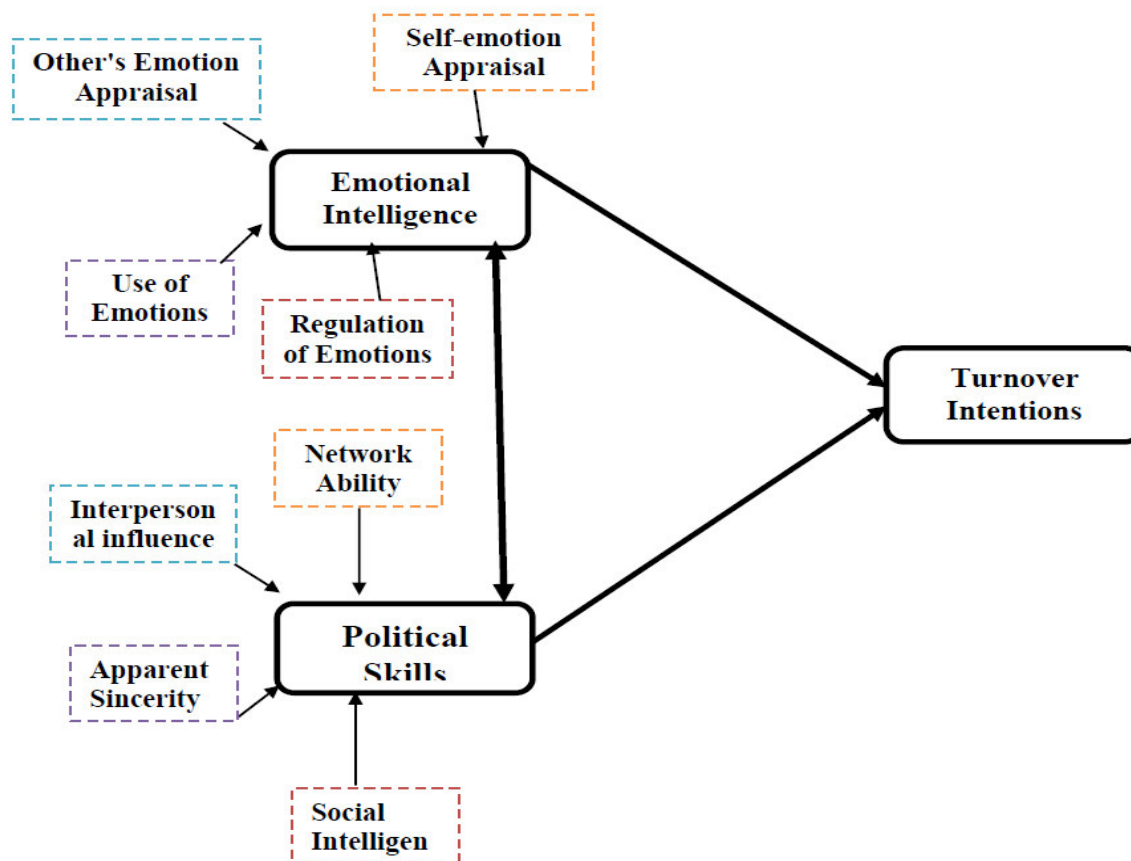 Self-emotion
Appraisal
Other's Emotion
Appraisal
Emotional
Intelligence
Use of
Emotions
Regulation
of Emotions
Turnover
Intentions
Network
Ability
Interperson
al influence
Political
Skills
Apparent
Sincerity
Social
Intelligen